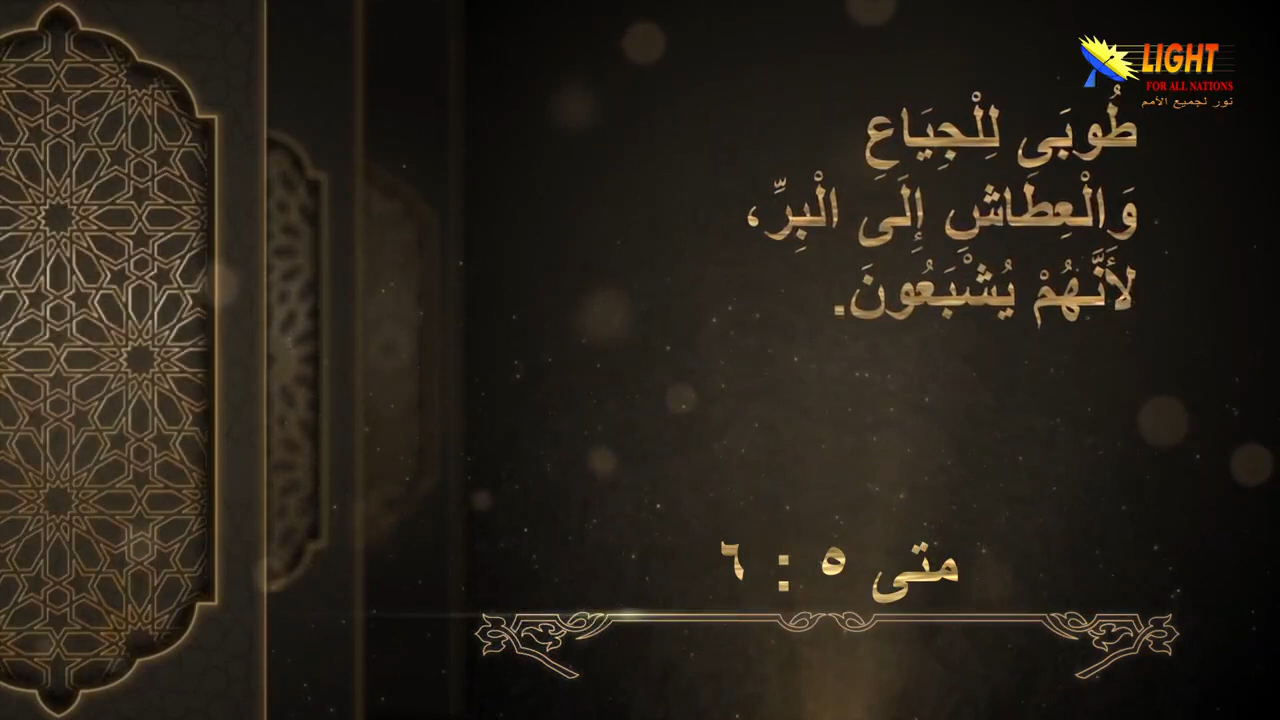 LIGHT
FOR ALL NATIONS
نور لجميع الأمم
طُوبَى لِلْجِيَاعِ
وَالْعِطَاشِ إِلَى الْبِرِّ،
لأَنَّهُمْ يُشْبَعُونَ.
متى ٥ : ٦